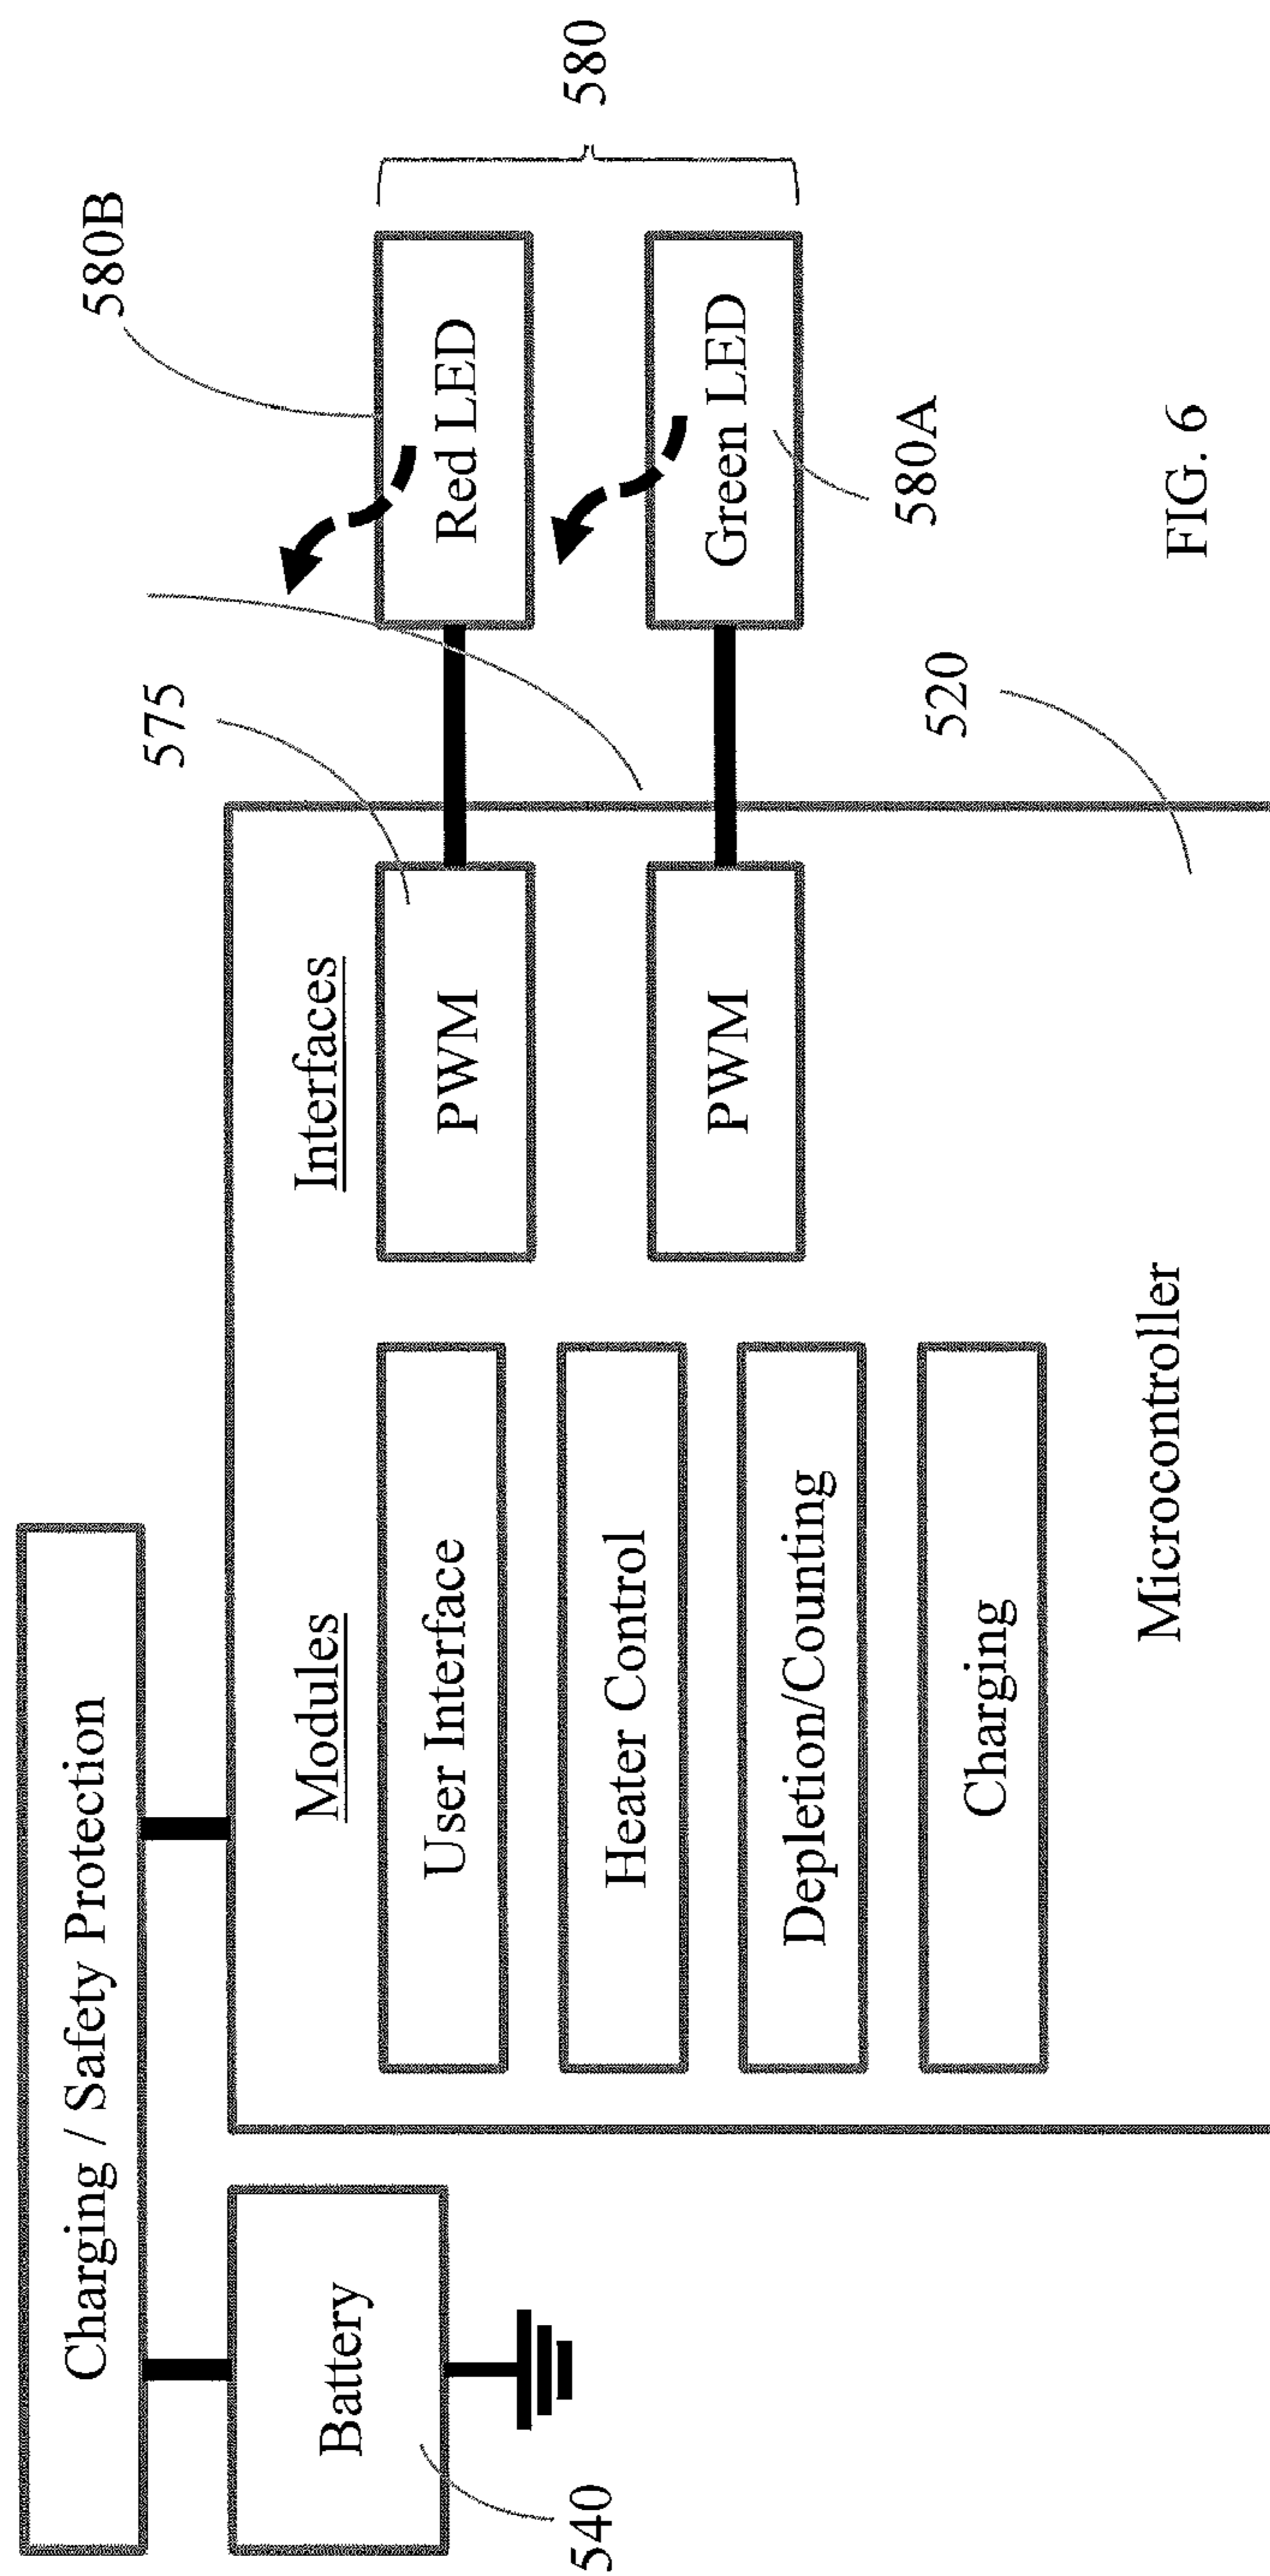 Charging / Safety Protection
Battery
540
Modules
User Interface
Heater Control
Depletion/Counting
Charging
Microcontroller
Interfaces
PWM
PWM
575
520
580B
Red LED
Green LED
580A
580
FIG. 6